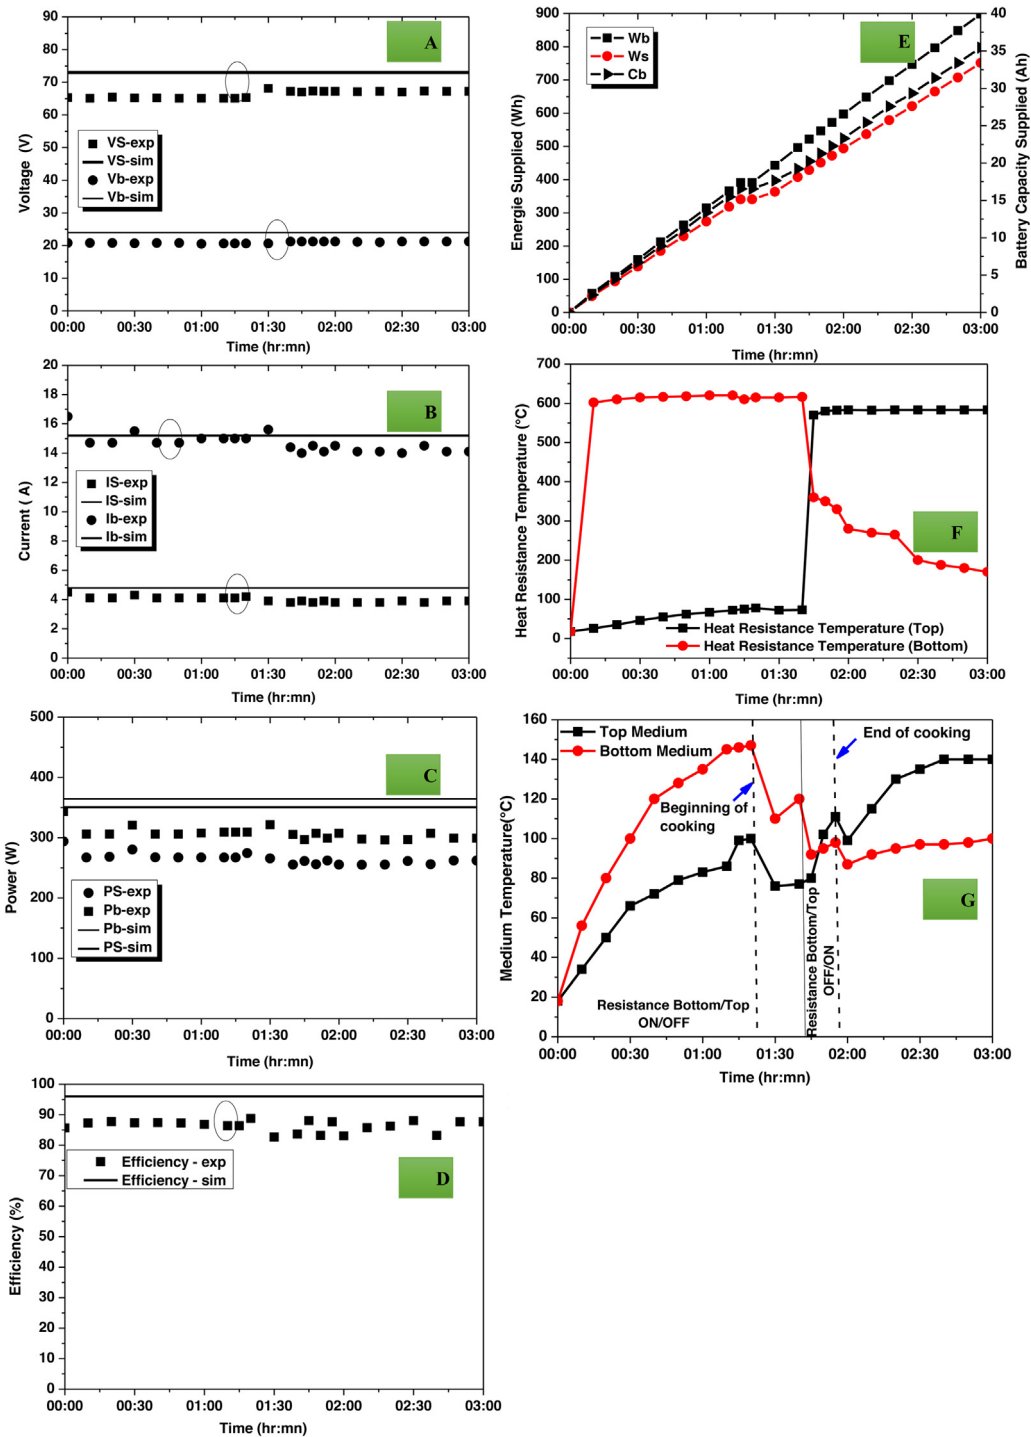 90
80
70
60
50
40
30
20
10
0
Voltage (V)
A
VS-exp
VS-sim
Vb-exp
Vb-sim
00:00 00:30 01:00 01:30 02:00 02:30 03:00
Time (hr:mn)
20
18
16
14
12
10
8
6
4
2
0
Current ( A)
B
IS-exp
IS-sim
Ib-exp
Ib-sim
00:00 00:30 01:00 01:30 02:00 02:30 03:00
Time (hr:mn)
500
400
300
200
100
0
Power (W)
C
PS-exp
Pb-exp
Pb-sim
PS-sim
00:00 00:30 01:00 01:30 02:00 02:30 03:00
Time (hr:mn)
100
90
80
70
60
50
40
30
20
10
0
Efficiency (%)
Efficiency - exp
Efficiency - sim
D
00:00 00:30 01:00 01:30 02:00 02:30 03:00
Time (hr:mn)
900
800
700
600
500
400
300
200
100
0
Energie Supplied (Wh)
Wb
Ws
Cb
E
40
35
30
25
20
15
10
5
0
Battery Capacity Supplied (Ah)
00:00 00:30 01:00 01:30 02:00 02:30 03:00
Time (hr:mn)
700
600
500
400
300
200
100
0
Heat Resistance Temperature (°C)
F
Heat Resistance Temperature (Top)
Heat Resistance Temperature (Bottom)
00:00 00:30 01:00 01:30 02:00 02:30 03:00
Time (hr:mn)
160
140
120
100
80
60
40
20
0
Medium Temperature(°C)
Top Medium
Bottom Medium
End of cooking
Beginning of
cooking
G
Resistance Bottom/Top
ON/OFF
Resistance Bottom/Top
OFF/ON
00:00 00:30 01:00 01:30 02:00 02:30 03:00
Time (hr:mn)